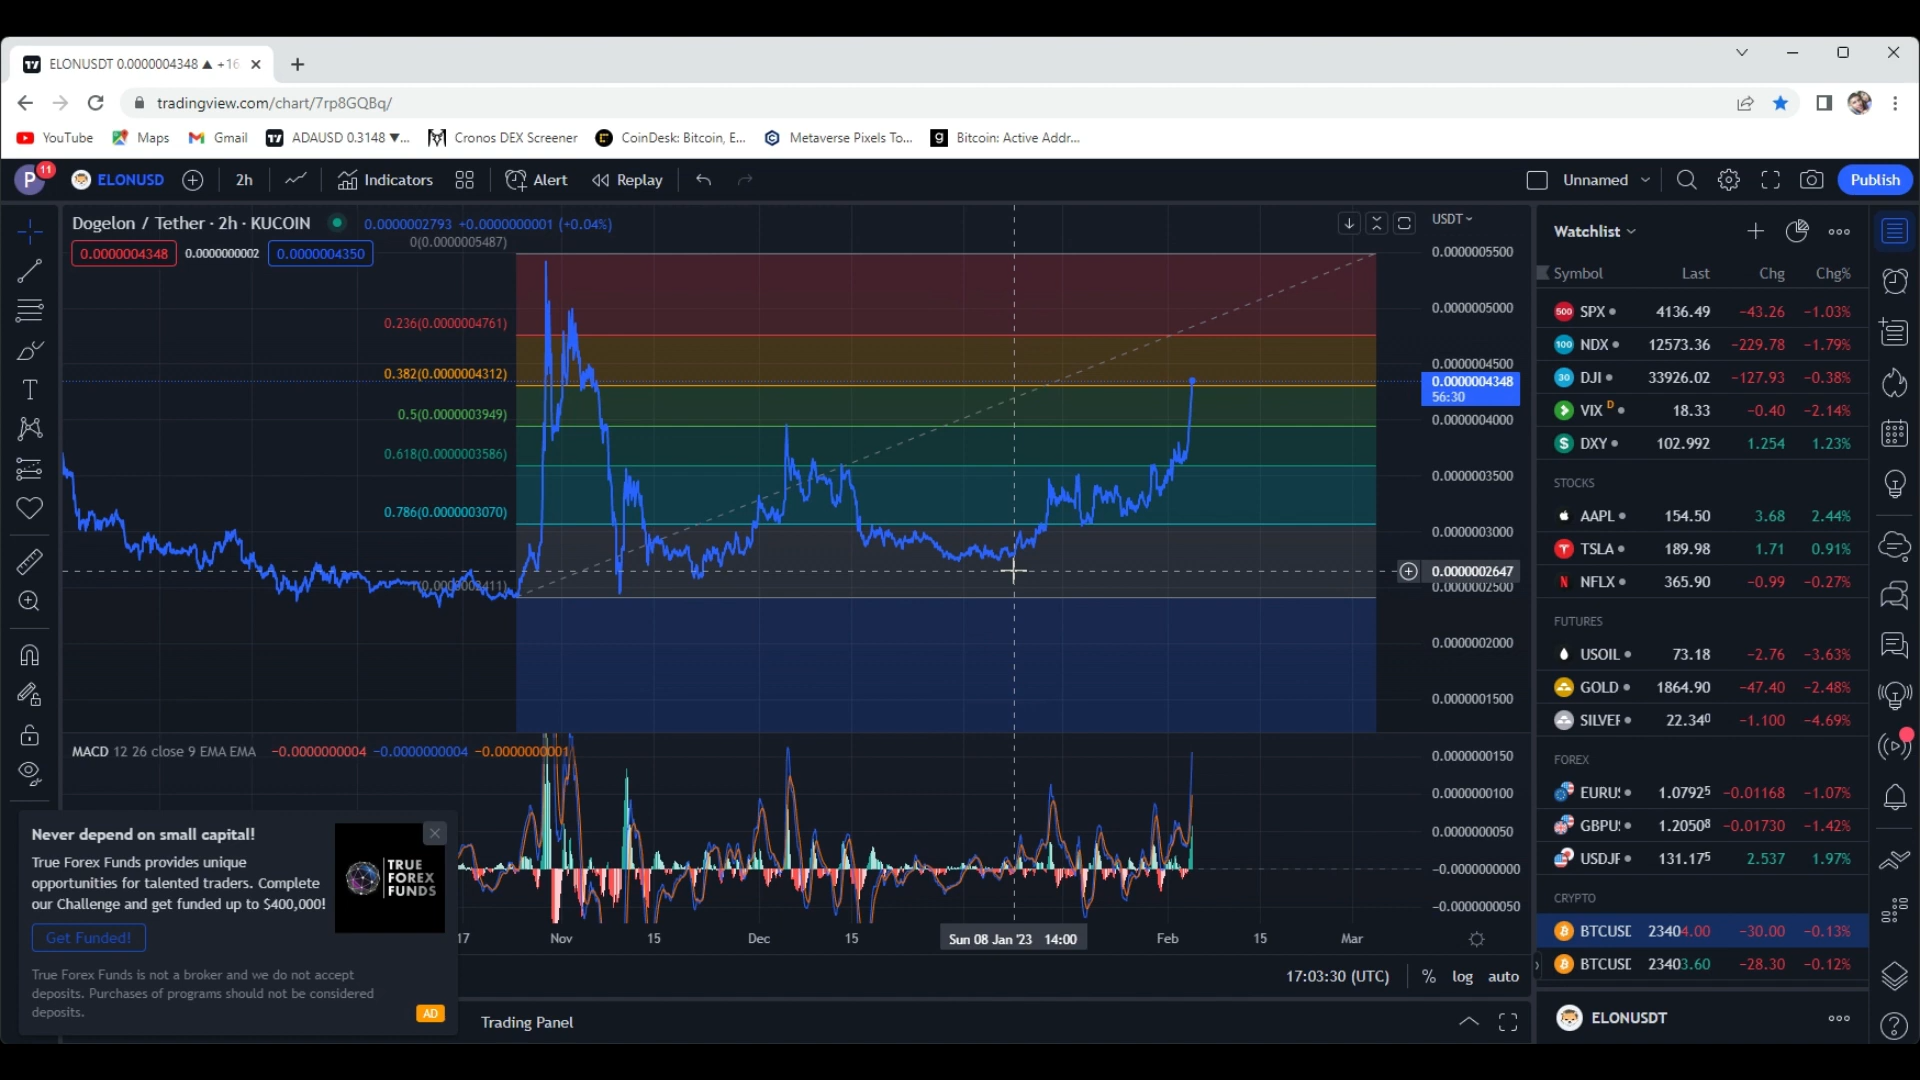 ELONUSDT 0.0000004348 ▲ +16.
tradingview.com/chart/7rp8GQBq/
YouTube Maps Gmail ADAUSD 0.3148 ▼... Cronos DEX Screener CoinDesk: Bitcoin, E... Metaverse Pixels To... Bitcoin: Active Addr...
P 11 ELONUSD 2h Indicators Alert Replay Unnamed Publish
Dogelon / Tether · 2h · KUCOIN 0.0000002793 +0.0000000001 (+0.04%)
0.0000004348 0.0000000002 0.0000004350
0(0.0000005487)
0.236(0.0000004761)
0.382(0.0000004312)
0.5(0.0000003949)
0.618(0.0000003586)
0.786(0.0000003070)
USDT
0.0000005500
0.0000005000
0.0000004500
0.0000004348
56:30
0.0000004000
0.0000003500
0.0000003000
0.0000002647
0.0000002500
0.0000002000
0.0000001500
MACD 12 26 close 9 EMA EMA −0.0000000004 −0.0000000004 −0.0000000001
0.0000000150
0.0000000100
0.0000000050
−0.0000000000
−0.0000000050
17 Nov 15 Dec 15 Sun 08 Jan '23 14:00 Feb 15 Mar
17:03:30 (UTC) % log auto
Trading Panel
Never depend on small capital!
True Forex Funds provides unique
opportunities for talented traders. Complete
our Challenge and get funded up to $400,000!
TRUE
FOREX
FUNDS
Get Funded!
True Forex Funds is not a broker and we do not accept
deposits. Purchases of programs should not be considered
deposits.
AD
Watchlist
Symbol Last Chg Chg%
500 SPX 4136.49 −43.26 −1.03%
100 NDX 12573.36 −229.78 −1.79%
30 DJI 33926.02 −127.93 −0.38%
VIX D 18.33 −0.40 −2.14%
$ DXY 102.992 1.254 1.23%
STOCKS
AAPL 154.50 3.68 2.44%
TSLA 189.98 1.71 0.91%
N NFLX 365.90 −0.99 −0.27%
FUTURES
USOIL 73.18 −2.76 −3.63%
GOLD 1864.90 −47.40 −2.48%
SILVER 22.340 −1.100 −4.69%
FOREX
EURU 1.07925 −0.01168 −1.07%
GBPU 1.20508 −0.01730 −1.42%
USDJF 131.175 2.537 1.97%
CRYPTO
BTCUSD 23404.00 −30.00 −0.13%
BTCUSD 23403.60 −28.30 −0.12%
ELONUSDT